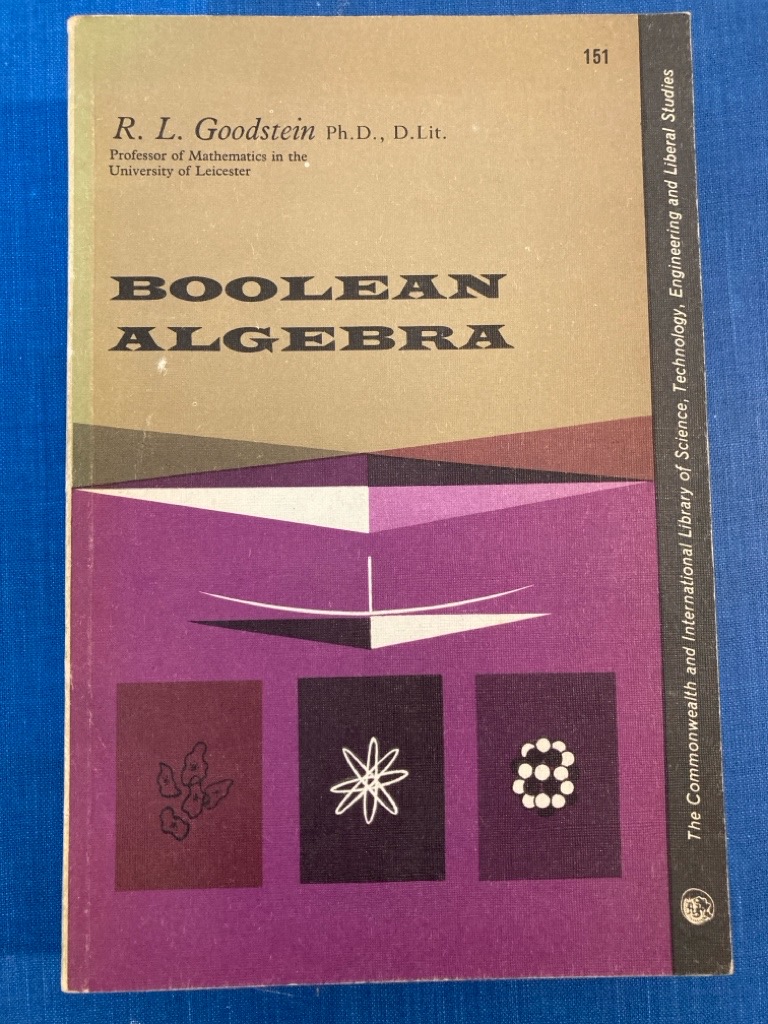 151
R. L. Goodstein Ph.D., D.Lit.
Professor of Mathematics in the
University of Leicester
BOOLEAN
ALGEBRA
The Commonwealth and International Library of Science, Technology, Engineering and Liberal Studies